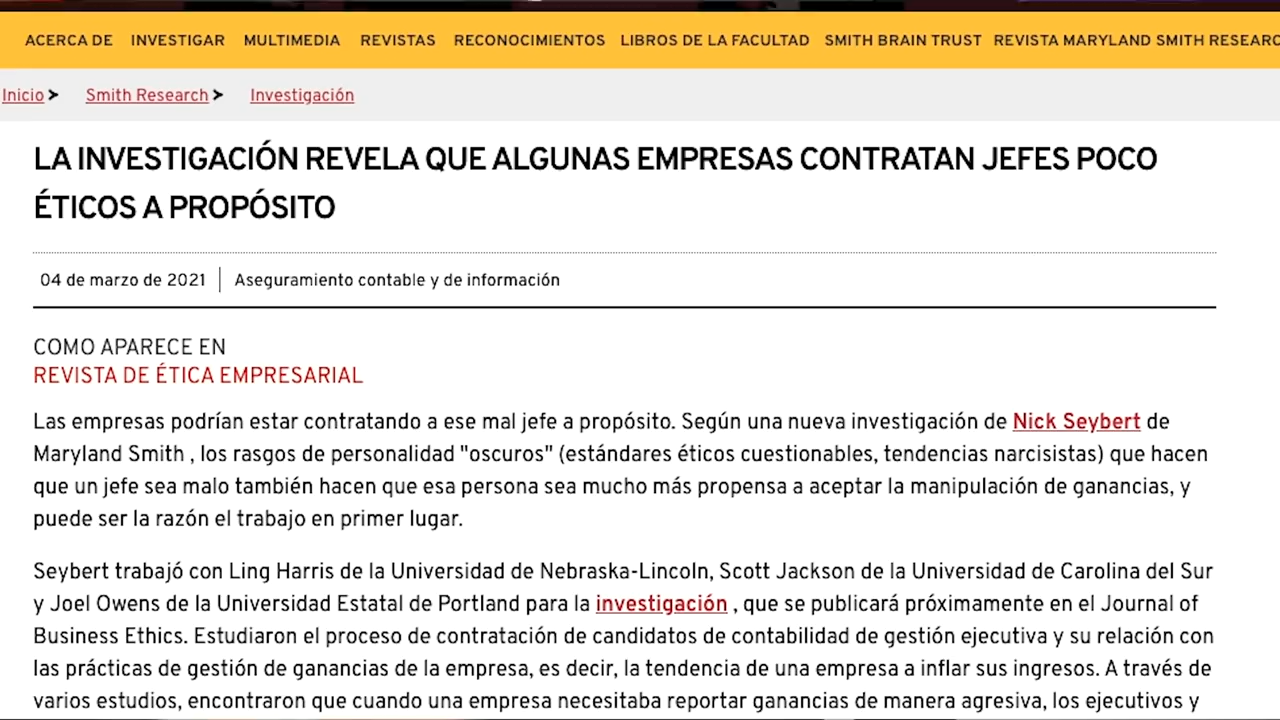 ACERCA DE INVESTIGAR MULTIMEDIA REVISTAS RECONOCIMIENTOS LIBROS DE LA FACULTAD SMITH BRAIN TRUST REVISTA MARYLAND SMITH RESEARC
Inicio > Smith Research > Investigación
LA INVESTIGACIÓN REVELA QUE ALGUNAS EMPRESAS CONTRATAN JEFES POCO
ÉTICOS A PROPÓSITO
04 de marzo de 2021 | Aseguramiento contable y de información
COMO APARECE EN
REVISTA DE ÉTICA EMPRESARIAL
Las empresas podrían estar contratando a ese mal jefe a propósito. Según una nueva investigación de Nick Seybert de
Maryland Smith , los rasgos de personalidad "oscuros" (estándares éticos cuestionables, tendencias narcisistas) que hacen
que un jefe sea malo también hacen que esa persona sea mucho más propensa a aceptar la manipulación de ganancias, y
puede ser la razón el trabajo en primer lugar.
Seybert trabajó con Ling Harris de la Universidad de Nebraska-Lincoln, Scott Jackson de la Universidad de Carolina del Sur
y Joel Owens de la Universidad Estatal de Portland para la investigación , que se publicará próximamente en el Journal of
Business Ethics. Estudiaron el proceso de contratación de candidatos de contabilidad de gestión ejecutiva y su relación con
las prácticas de gestión de ganancias de la empresa, es decir, la tendencia de una empresa a inflar sus ingresos. A través de
varios estudios, encontraron que cuando una empresa necesitaba reportar ganancias de manera agresiva, los ejecutivos y